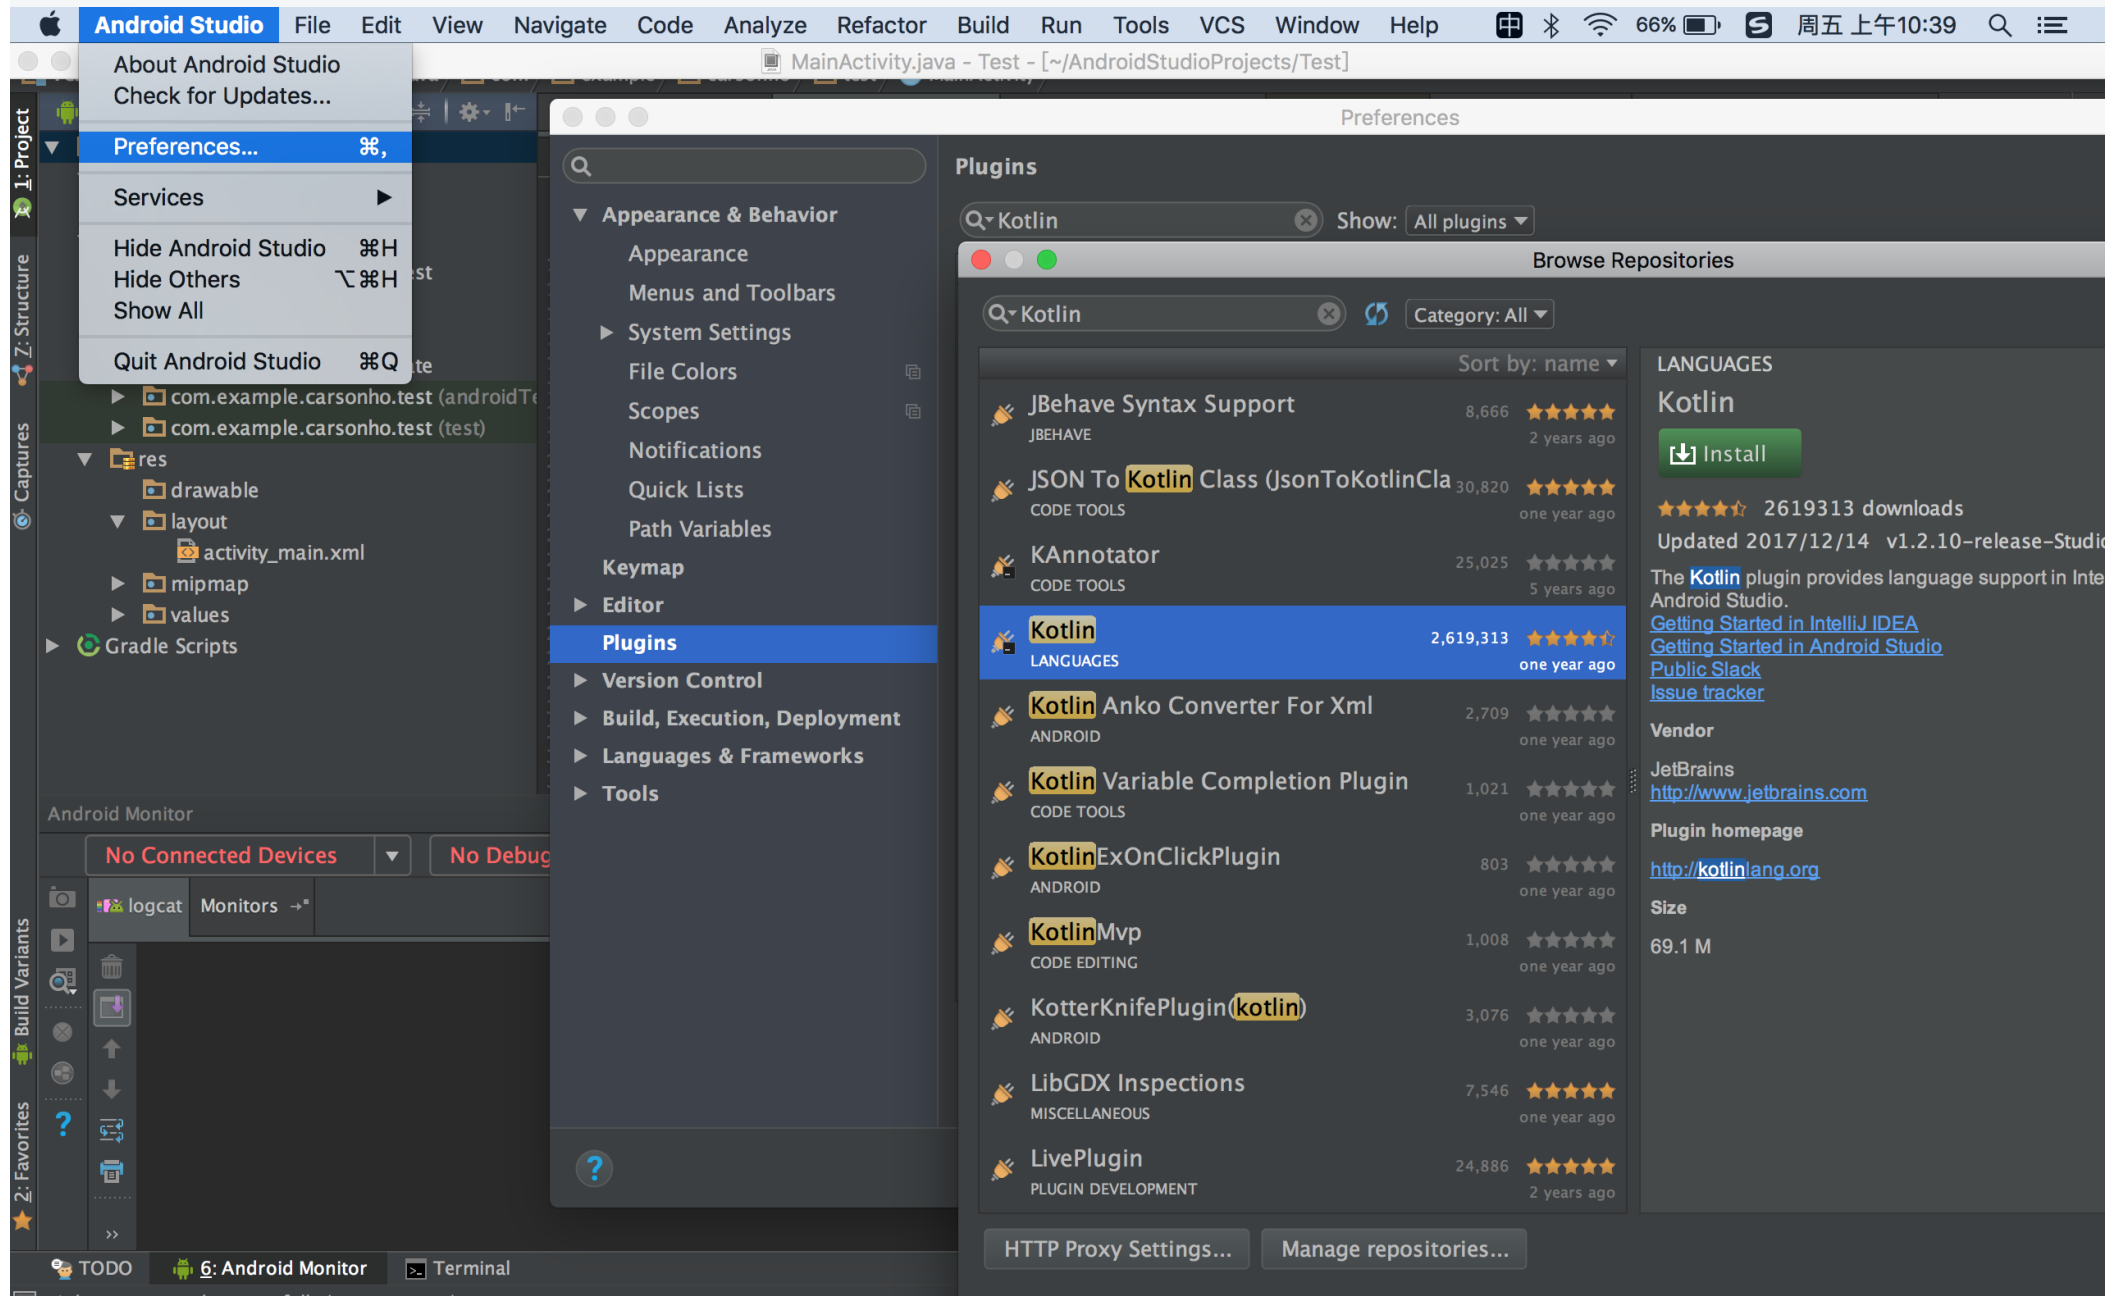 Android Studio File Edit View Navigate Code Analyze Refactor Build Run Tools VCS Window Help 中 66% S 周五 上午10:39
MainActivity.java - Test - [~/AndroidStudioProjects/Test]
About Android Studio
Check for Updates...
Preferences... ⌘,
Services
Hide Android Studio ⌘H
Hide Others ⌥⌘H
Show All
Quit Android Studio ⌘Q
1: Project
Z: Structure
Captures
Build Variants
2: Favorites
com.example.carsonho.test (androidTe
com.example.carsonho.test (test)
res
drawable
layout
activity_main.xml
mipmap
values
Gradle Scripts
Android Monitor
No Connected Devices
No Debug
logcat Monitors
TODO 6: Android Monitor Terminal
Preferences
Appearance & Behavior
Appearance
Menus and Toolbars
System Settings
File Colors
Scopes
Notifications
Quick Lists
Path Variables
Keymap
Editor
Plugins
Version Control
Build, Execution, Deployment
Languages & Frameworks
Tools
?
Plugins
Kotlin Show: All plugins
Browse Repositories
Kotlin Category: All
Sort by: name
JBehave Syntax Support 8,666
JBEHAVE 2 years ago
JSON To Kotlin Class (JsonToKotlinCla 30,820
CODE TOOLS one year ago
KAnnotator 25,025
CODE TOOLS 5 years ago
Kotlin 2,619,313
LANGUAGES one year ago
Kotlin Anko Converter For Xml 2,709
ANDROID one year ago
Kotlin Variable Completion Plugin 1,021
CODE TOOLS one year ago
KotlinExOnClickPlugin 803
ANDROID one year ago
KotlinMvp 1,008
CODE EDITING one year ago
KotterKnifePlugin(kotlin) 3,076
ANDROID one year ago
LibGDX Inspections 7,546
MISCELLANEOUS one year ago
LivePlugin 24,886
PLUGIN DEVELOPMENT 2 years ago
HTTP Proxy Settings... Manage repositories...
LANGUAGES
Kotlin
Install
2619313 downloads
Updated 2017/12/14 v1.2.10-release-Studio
The Kotlin plugin provides language support in Inte
Android Studio.
Getting Started in IntelliJ IDEA
Getting Started in Android Studio
Public Slack
Issue tracker
Vendor
JetBrains
http://www.jetbrains.com
Plugin homepage
http://kotlinlang.org
Size
69.1 M